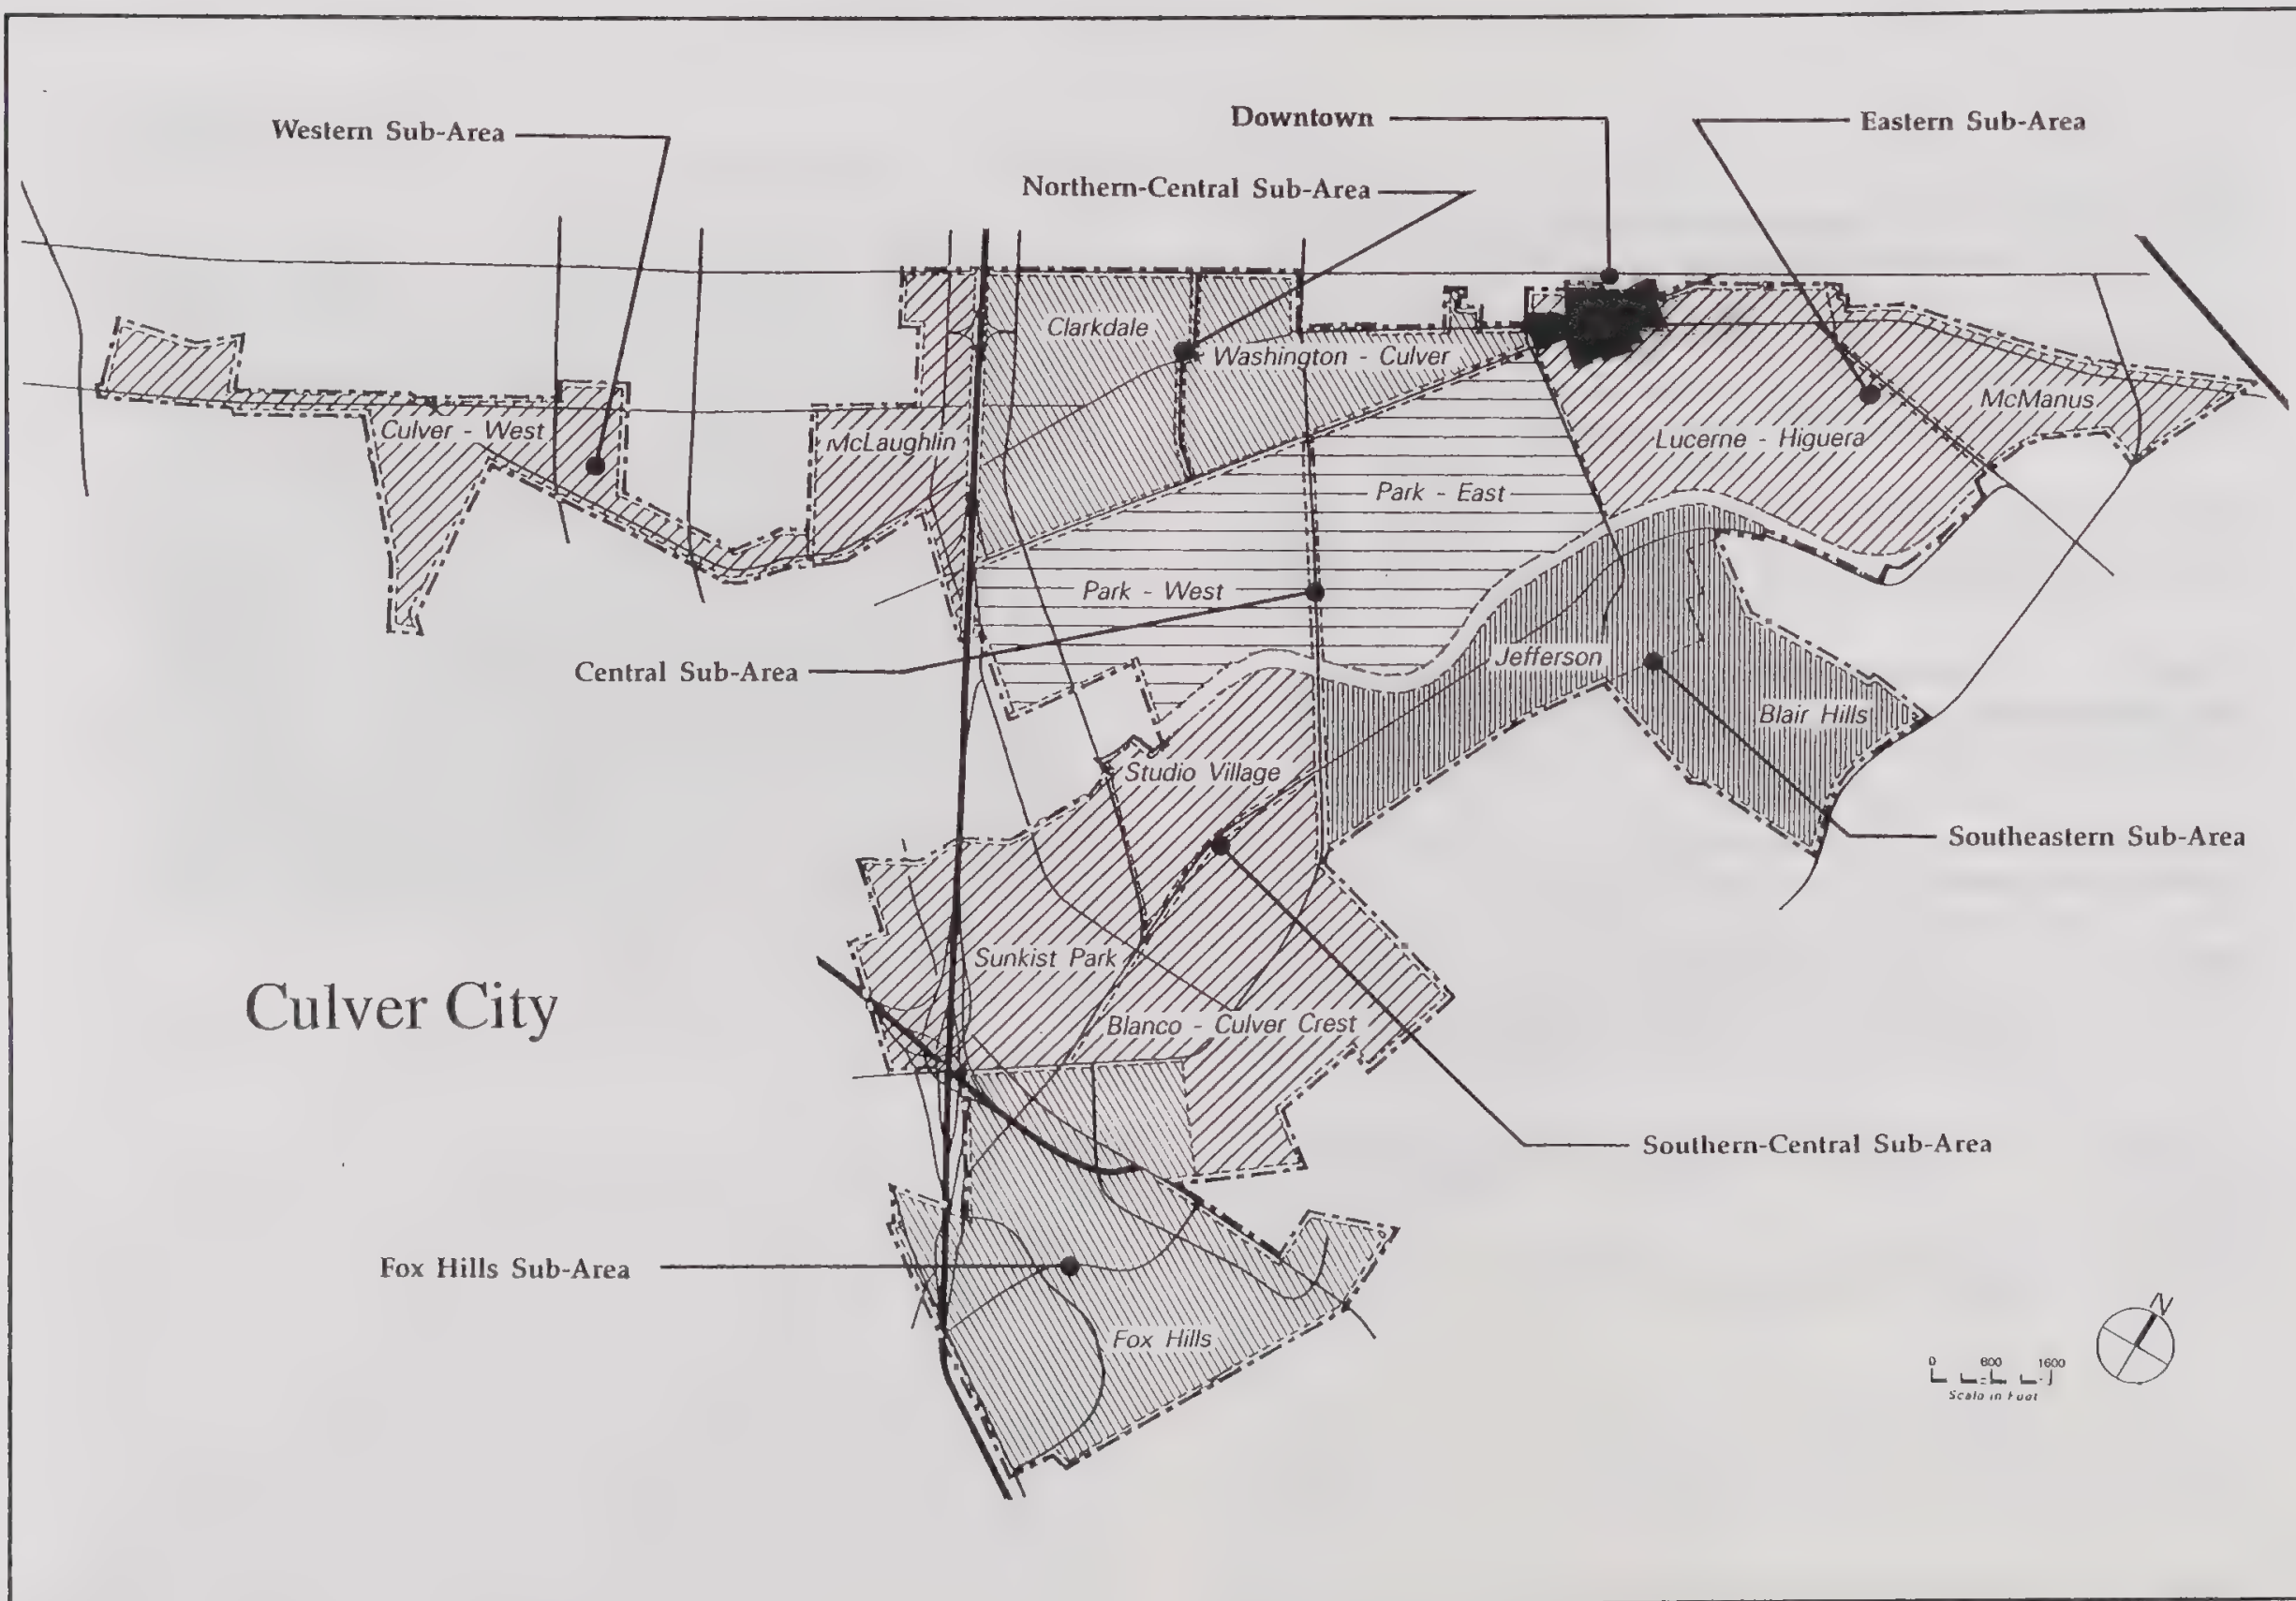 Downtown
Western Sub-Area
Eastern Sub-Area
Northern-Central Sub-Area
Clarkdale
Washington - Culver
McManus
Culver - West
McLaughlin
Lucerne - Higuera
Park - East
Park - West
Central Sub-Area
Jefferson
Blair Hills
Studio Village
Southeastern Sub-Area
Sunkist Park
Culver City
Blanco - Culver Crest
Southern-Central Sub-Area
Fox Hills Sub-Area
N
Fox Hills
0 800 1600
Scale in Feet